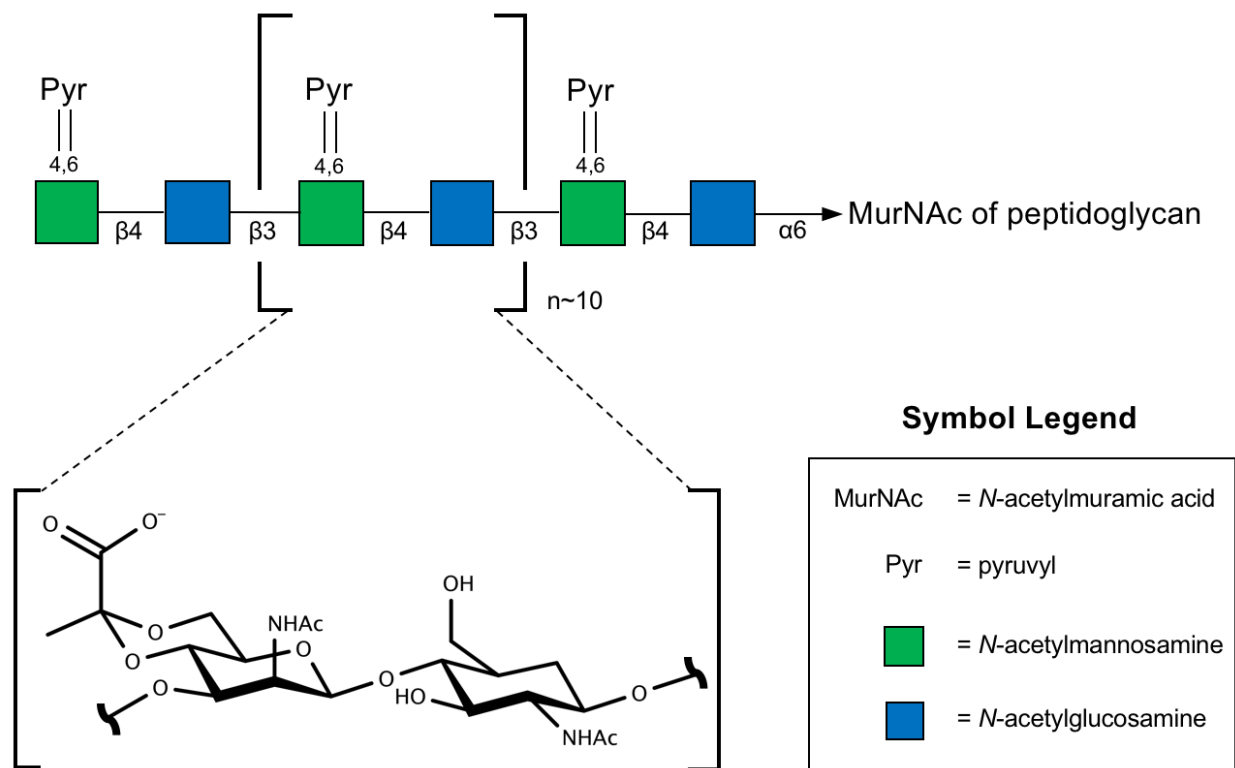 Pyr Pyr Pyr
4,6 4,6 4,6
β4 β3 β4 β3 β4 α6 MurNAc of peptidoglycan
n~10
Symbol Legend
MurNAc = N-acetylmuramic acid
Pyr = pyruvyl
= N-acetylmannosamine
= N-acetylglucosamine
O O⁻
O NHAc O OH
O
O O HO O
NHAc